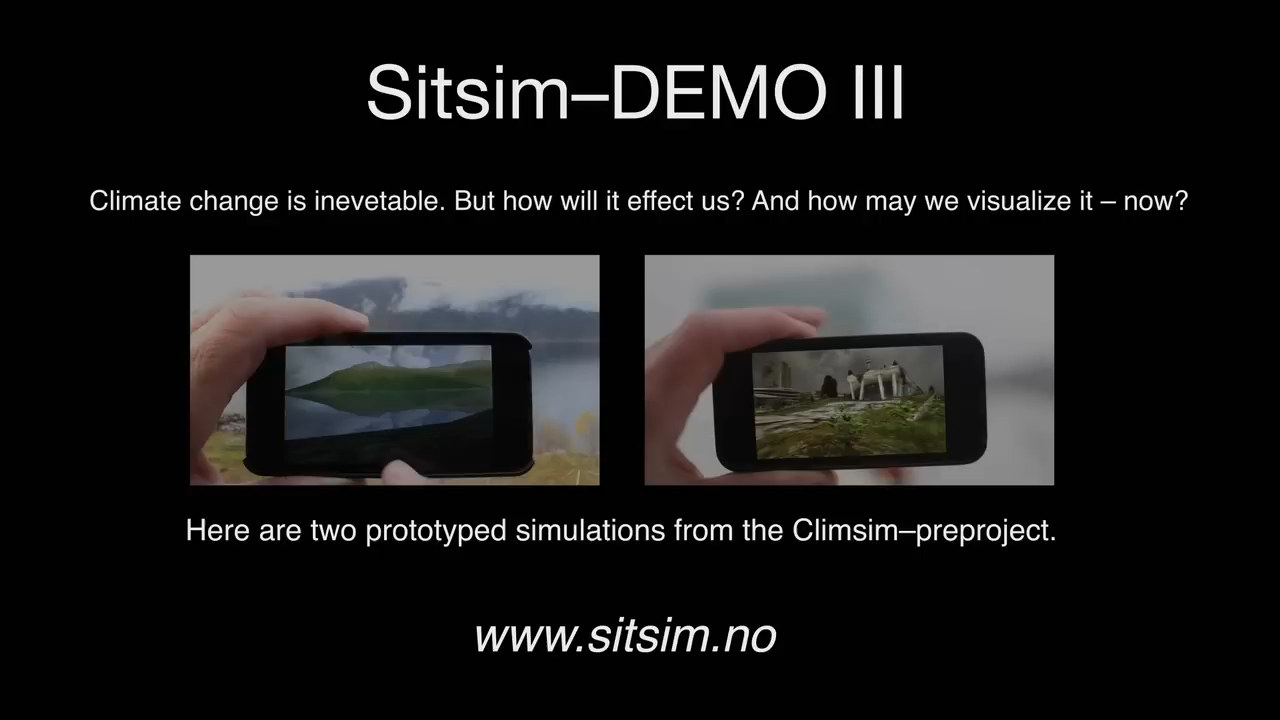 Sitsim–DEMO III
Climate change is inevetable. But how will it effect us? And how may we visualize it – now?
Here are two prototyped simulations from the Climsim–preproject.
www.sitsim.no